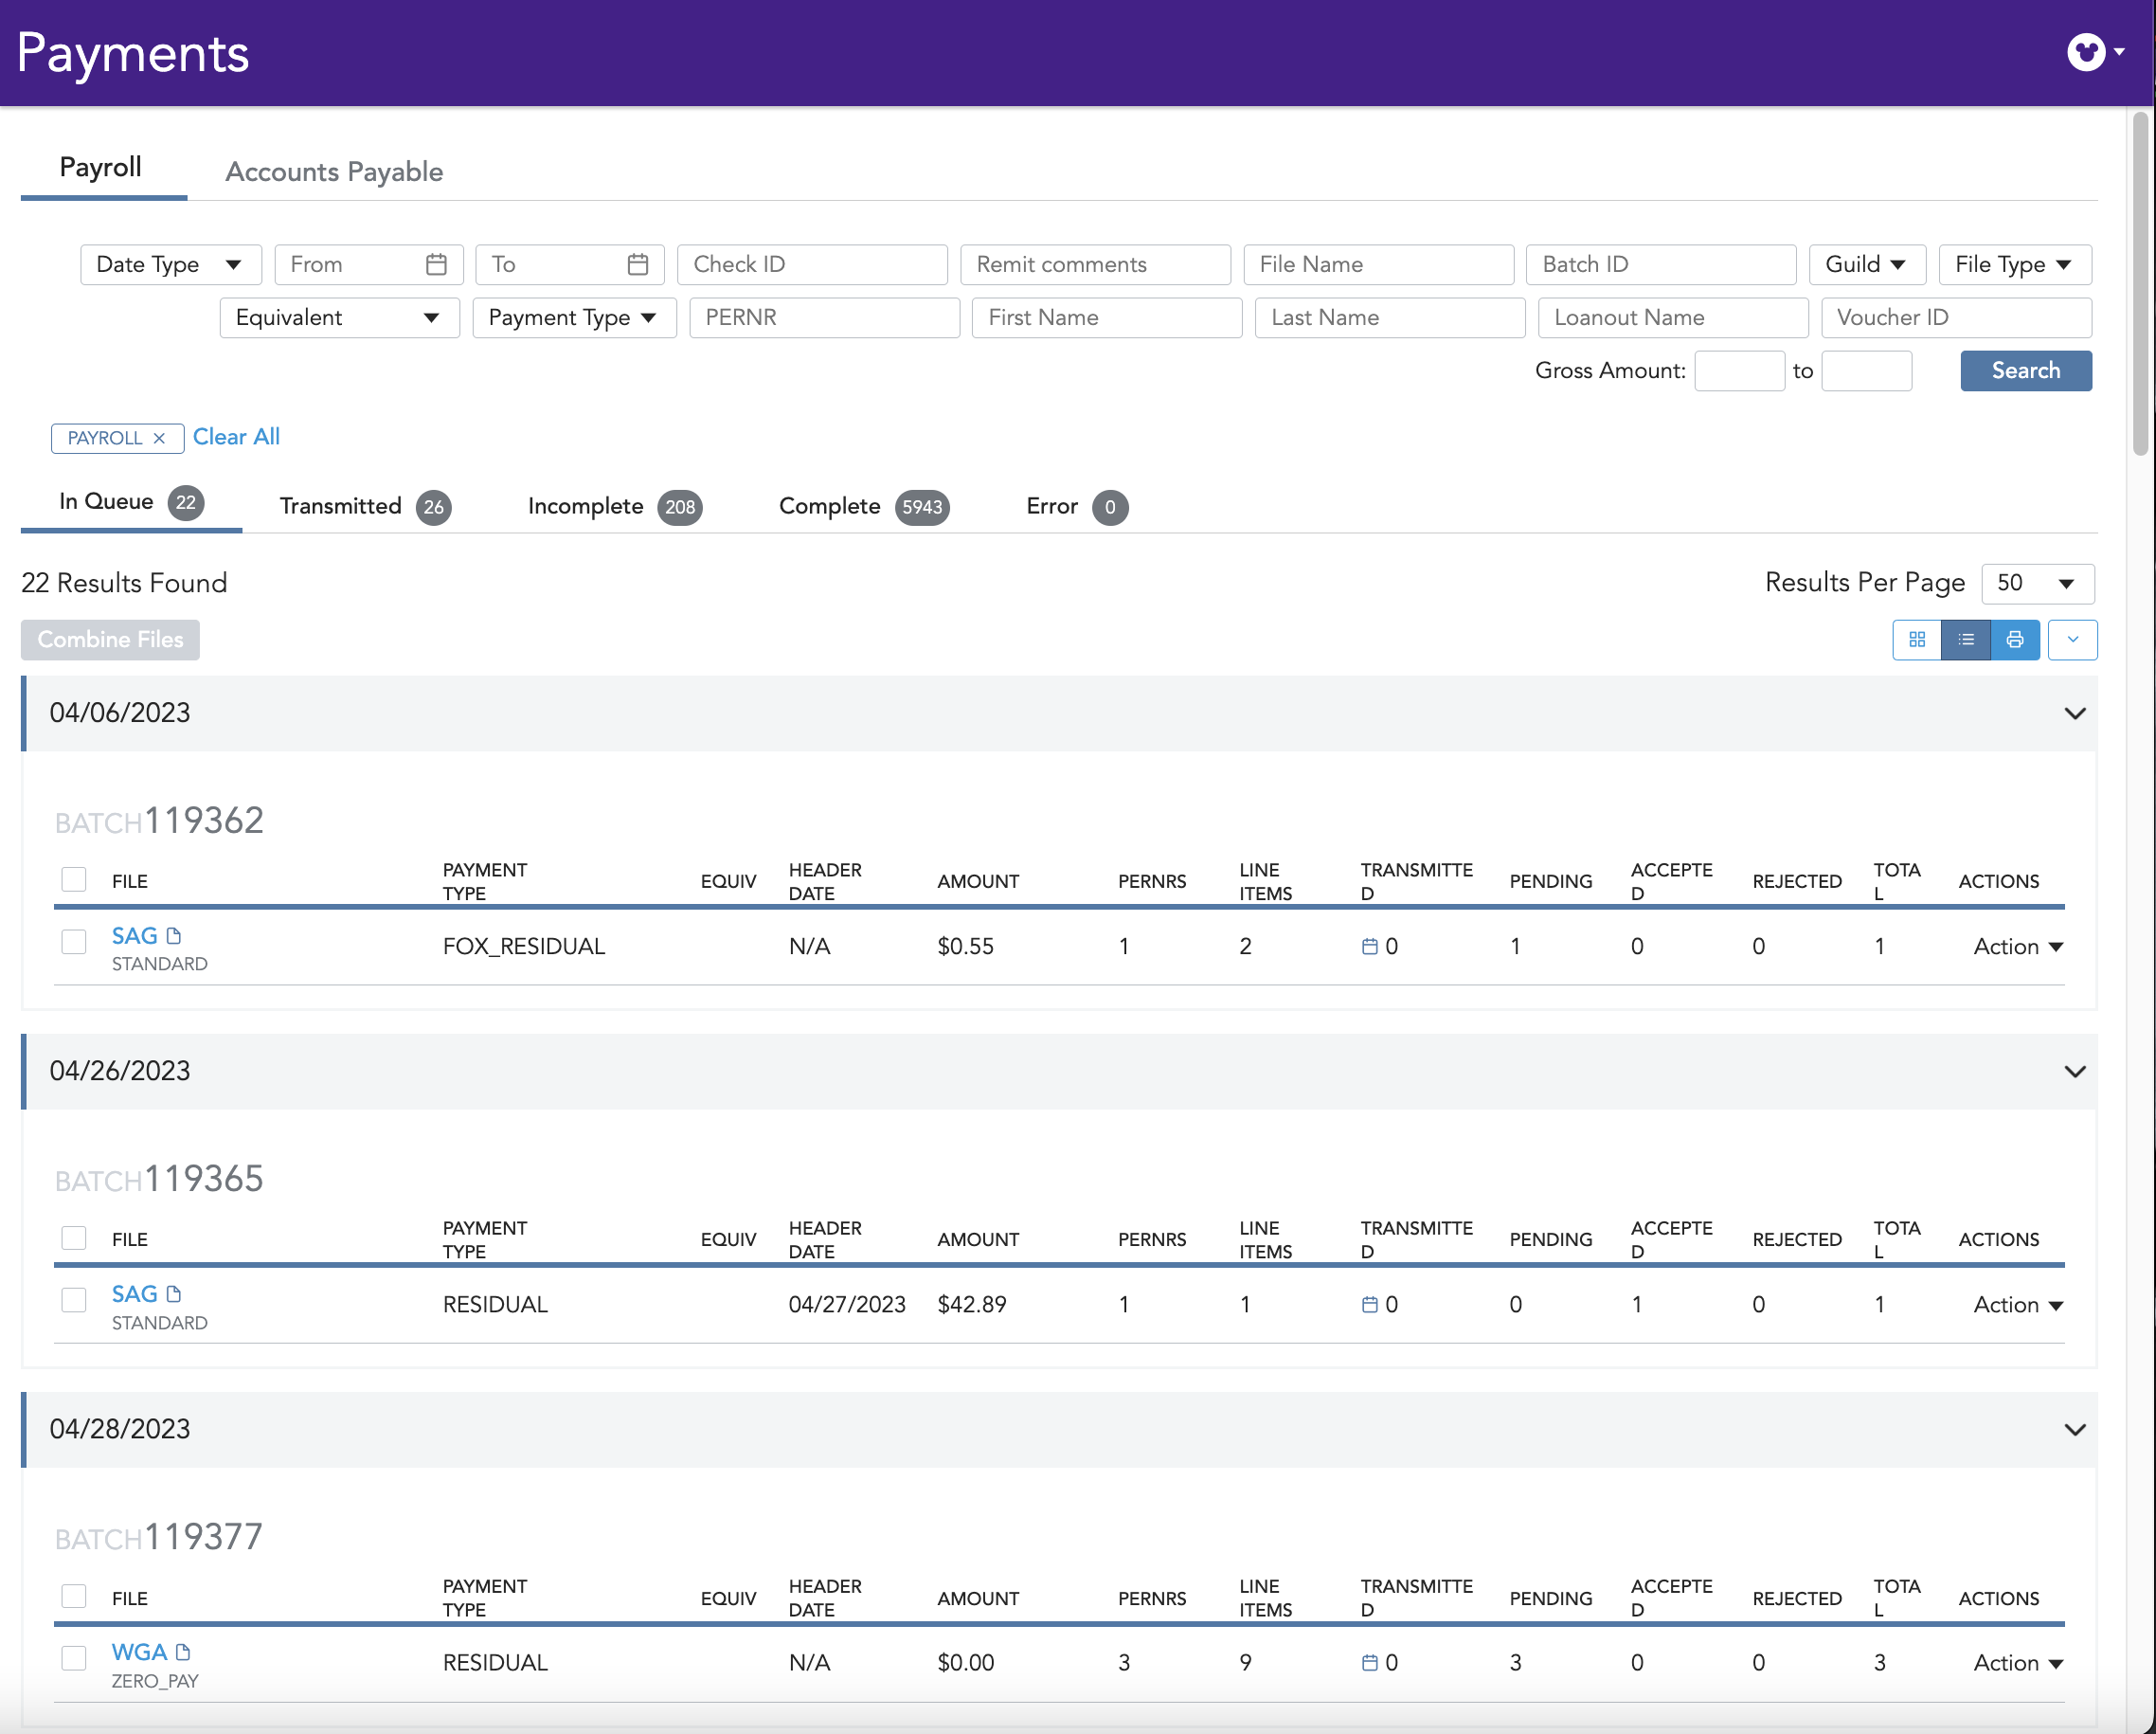 Payments
Payroll Accounts Payable
Date Type From To Check ID Remit comments File Name Batch ID Guild File Type
Equivalent Payment Type PERNR First Name Last Name Loanout Name Voucher ID
Gross Amount: to Search
PAYROLL × Clear All
In Queue 22 Transmitted 26 Incomplete 208 Complete 5943 Error 0
22 Results Found Results Per Page 50
Combine Files
04/06/2023
BATCH119362
FILE PAYMENT TYPE EQUIV HEADER DATE AMOUNT PERNRS LINE ITEMS TRANSMITTED PENDING ACCEPTED REJECTED TOTAL ACTIONS
SAG FOX_RESIDUAL N/A $0.55 1 2 0 1 0 0 1 Action
STANDARD
04/26/2023
BATCH119365
FILE PAYMENT TYPE EQUIV HEADER DATE AMOUNT PERNRS LINE ITEMS TRANSMITTED PENDING ACCEPTED REJECTED TOTAL ACTIONS
SAG RESIDUAL 04/27/2023 $42.89 1 1 0 0 1 0 1 Action
STANDARD
04/28/2023
BATCH119377
FILE PAYMENT TYPE EQUIV HEADER DATE AMOUNT PERNRS LINE ITEMS TRANSMITTED PENDING ACCEPTED REJECTED TOTAL ACTIONS
WGA RESIDUAL N/A $0.00 3 9 0 3 0 0 3 Action
ZERO_PAY